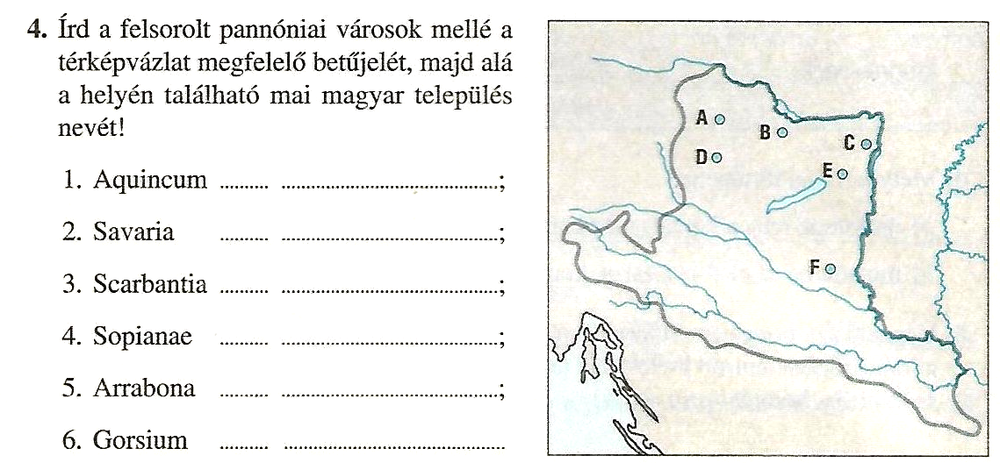 4. Írd a felsorolt pannóniai városok mellé a
térképvázlat megfelelő betűjelét, majd alá
a helyén található mai magyar település
nevét!
1. Aquincum ......... ........................................;
2. Savaria ......... ........................................;
3. Scarbantia ......... ........................................;
4. Sopianae ......... ........................................;
5. Arrabona ......... ........................................;
6. Gorsium ......... ........................................
A
B
C
D
E
F